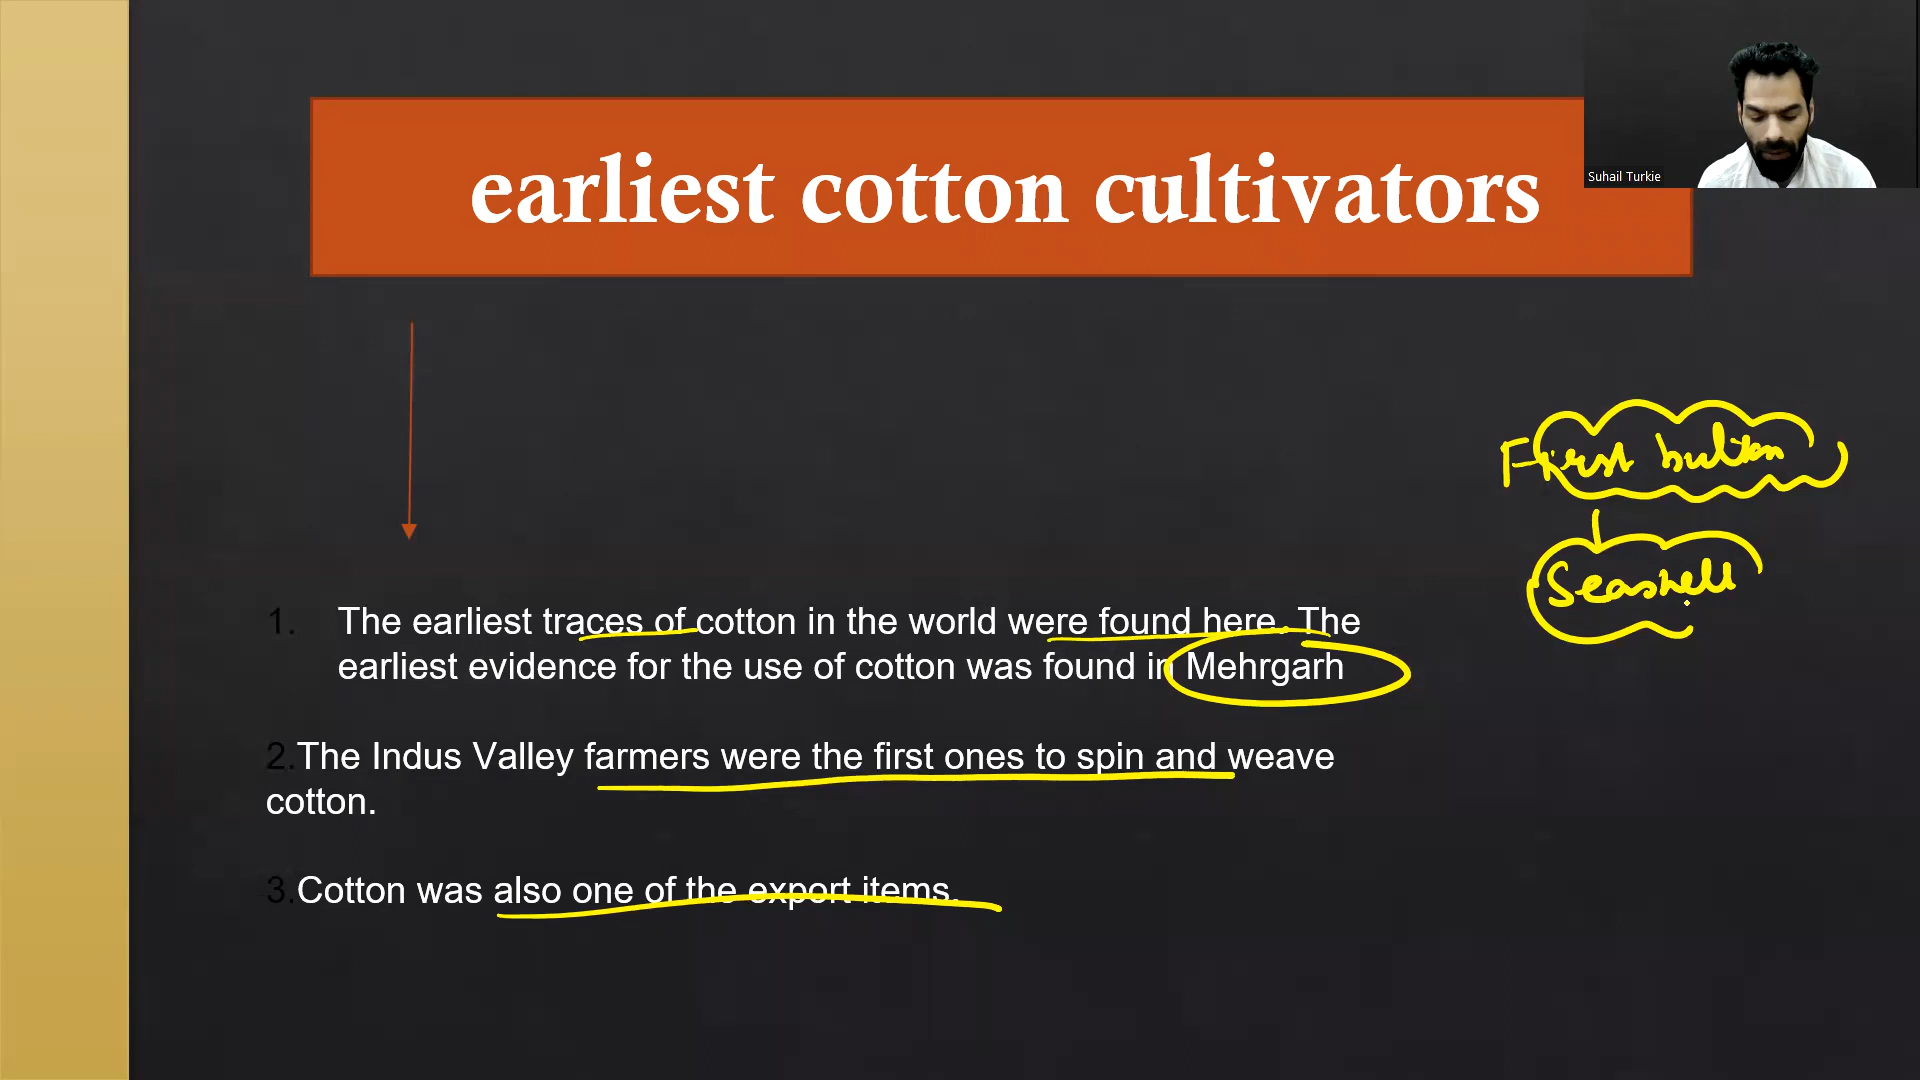 earliest cotton cultivators
Suhail Turkie
First button
Seashell
1. The earliest traces of cotton in the world were found here. The
earliest evidence for the use of cotton was found in Mehrgarh
2.The Indus Valley farmers were the first ones to spin and weave
cotton.
3.Cotton was also one of the export items.